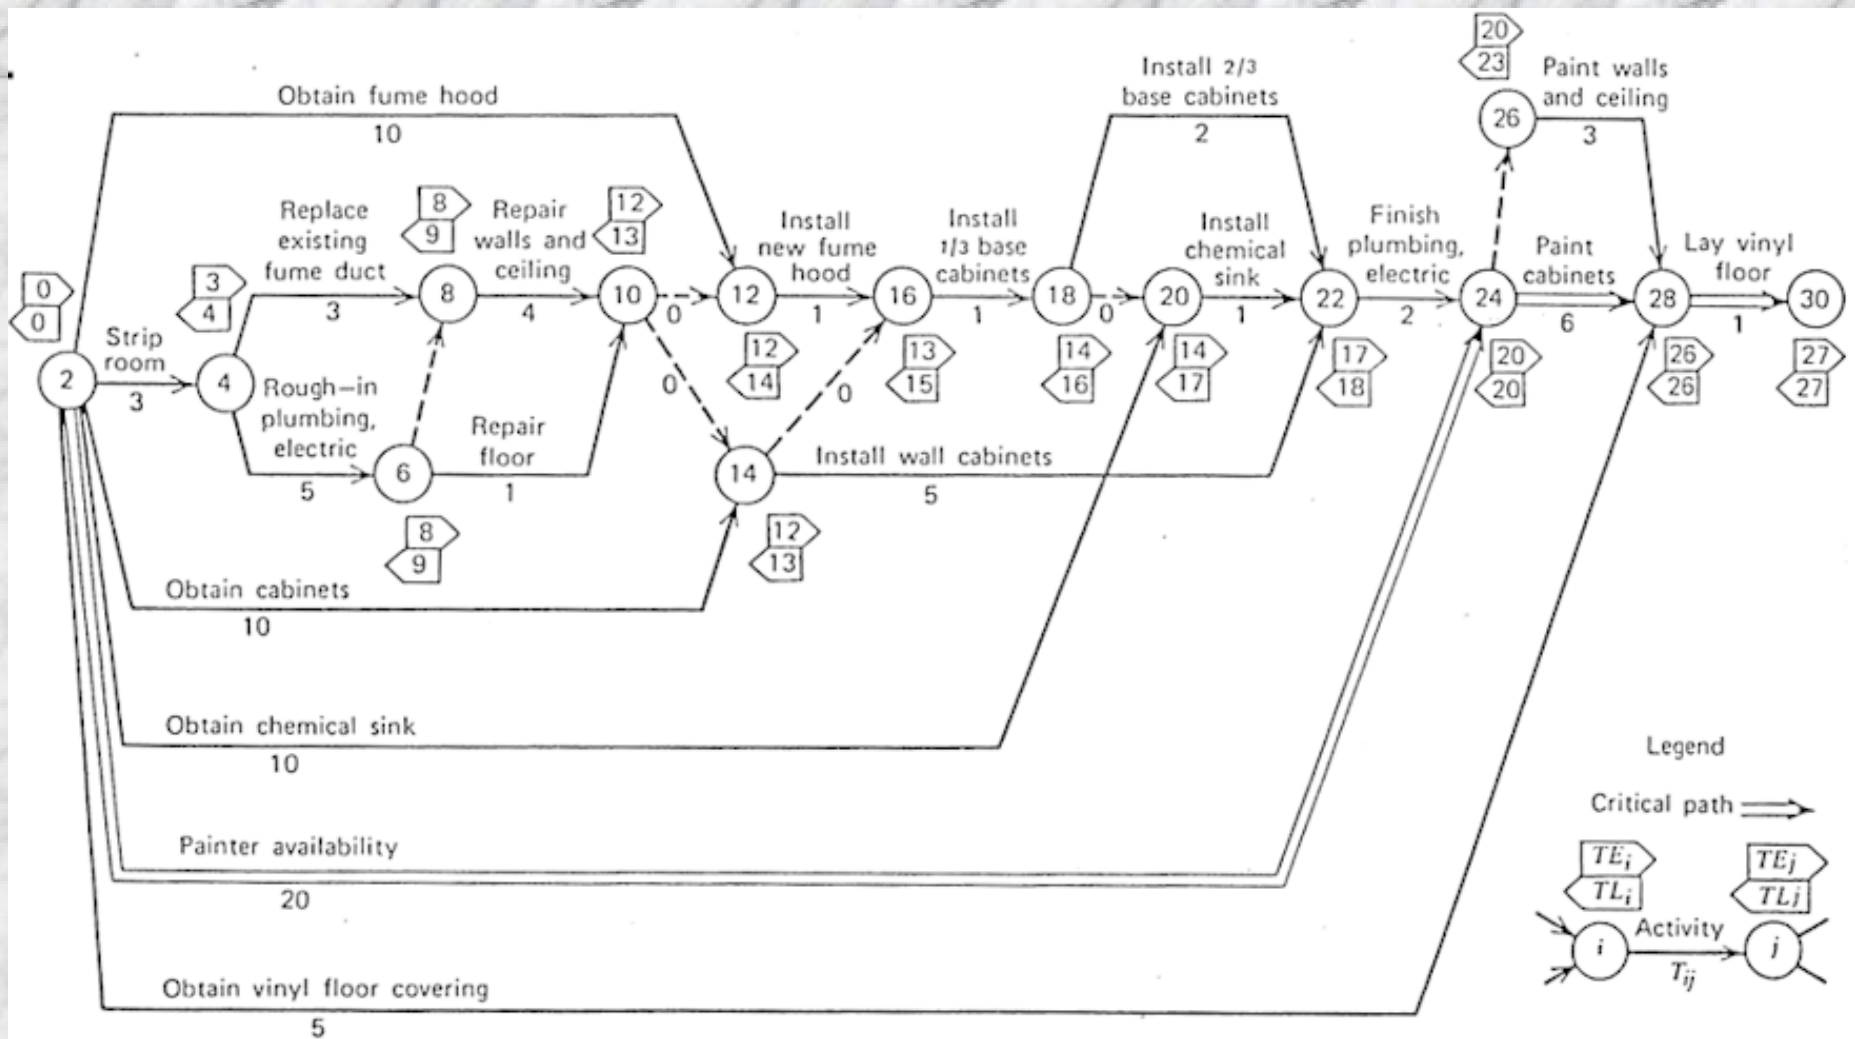 20
23
Install 2/3
base cabinets
2
Paint walls
and ceiling
3
26
Obtain fume hood
10
Replace
existing
fume duct
3
8
9
8
Repair
walls and
ceiling
4
12
13
10
0
Install
new fume
hood
1
12
12
14
Install
1/3 base
cabinets
1
16
13
15
18
0
14
16
Install
chemical
sink
1
20
14
17
Finish
plumbing,
electric
2
22
17
18
Paint
cabinets
6
24
20
20
Lay vinyl
floor
1
28
26
26
30
27
27
0
0
2
Strip
room
3
3
4
4
Rough-in
plumbing,
electric
5
6
8
9
Repair
floor
1
0
0
14
12
13
Install wall cabinets
5
Obtain cabinets
10
Obtain chemical sink
10
Painter availability
20
Obtain vinyl floor covering
5
Legend
Critical path
TEi
TLi
TEj
TLj
i
Activity
Tij
j